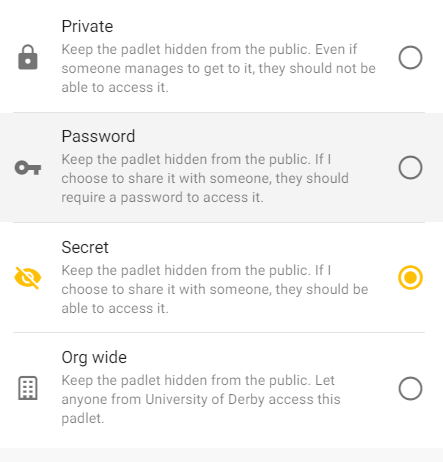 Private
Keep the padlet hidden from the public. Even if
someone manages to get to it, they should not be
able to access it.
Password
Keep the padlet hidden from the public. If I
choose to share it with someone, they should
require a password to access it.
Secret
Keep the padlet hidden from the public. If I
choose to share it with someone, they should be
able to access it.
Org wide
Keep the padlet hidden from the public. Let
anyone from University of Derby access this
padlet.